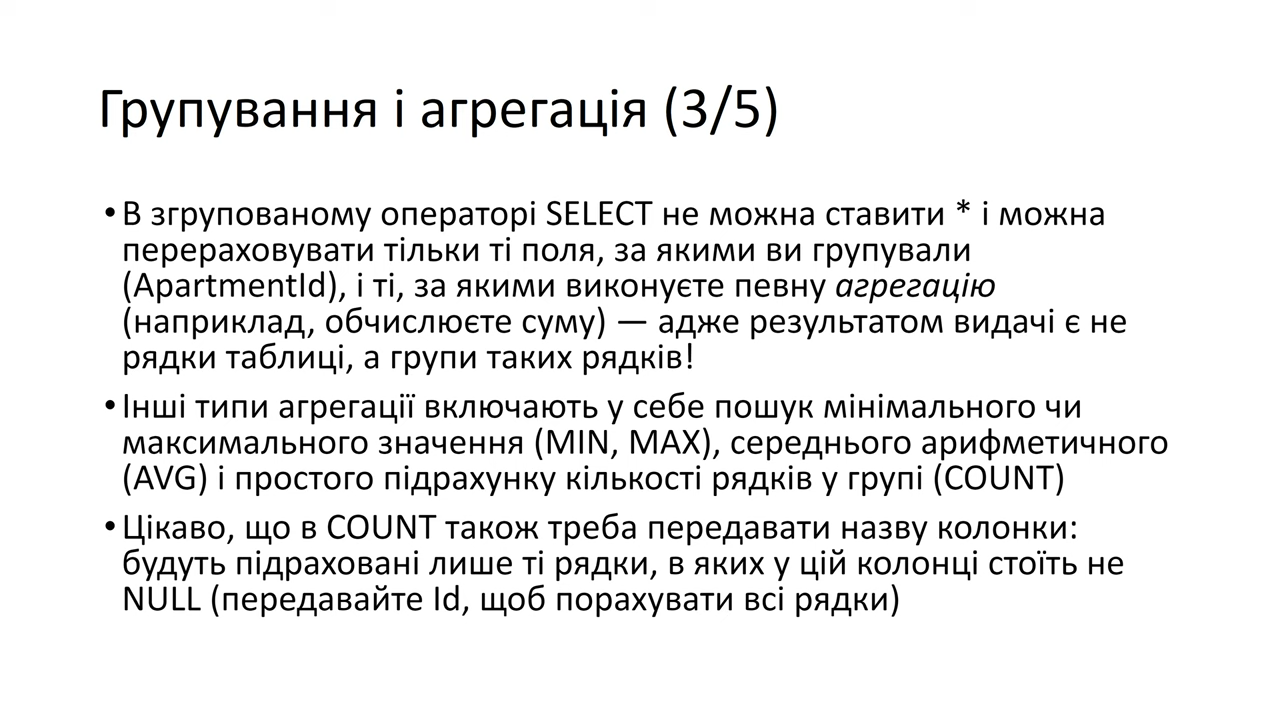 Групування і агрегація (3/5)
• В згрупованому операторі SELECT не можна ставити * і можна
перераховувати тільки ті поля, за якими ви групували
(ApartmentId), і ті, за якими виконуєте певну агрегацію
(наприклад, обчислюєте суму) — адже результатом видачі є не
рядки таблиці, а групи таких рядків!
• Інші типи агрегації включають у себе пошук мінімального чи
максимального значення (MIN, MAX), середнього арифметичного
(AVG) і простого підрахунку кількості рядків у групі (COUNT)
• Цікаво, що в COUNT також треба передавати назву колонки:
будуть підраховані лише ті рядки, в яких у цій колонці стоїть не
NULL (передавайте Id, щоб порахувати всі рядки)